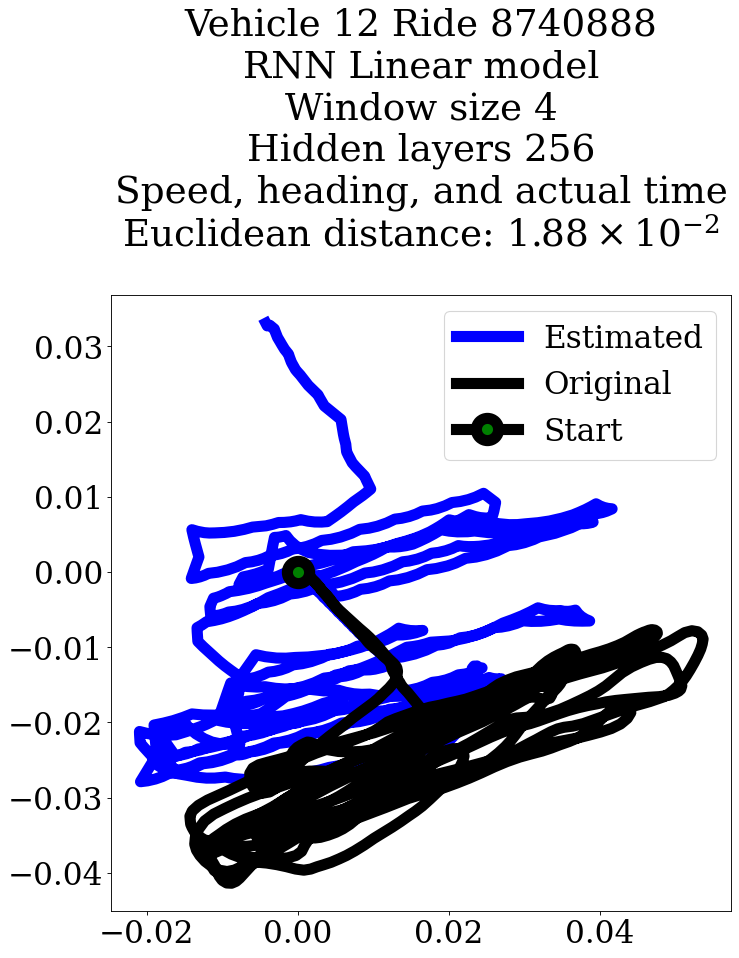 Vehicle 12 Ride 8740888
RNN Linear model
Window size 4
Hidden layers 256
Speed, heading, and actual time
Euclidean distance: 1.88 × 10⁻²
Estimated
Original
Start
0.03
0.02
0.01
0.00
−0.01
−0.02
−0.03
−0.04
−0.02 0.00 0.02 0.04